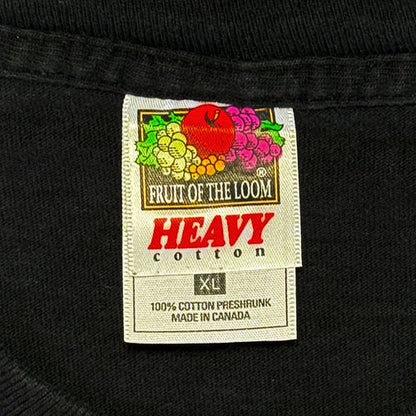 FRUIT OF THE LOOM ®
HEAVY
cotton
XL
100% COTTON PRESHRUNK
MADE IN CANADA